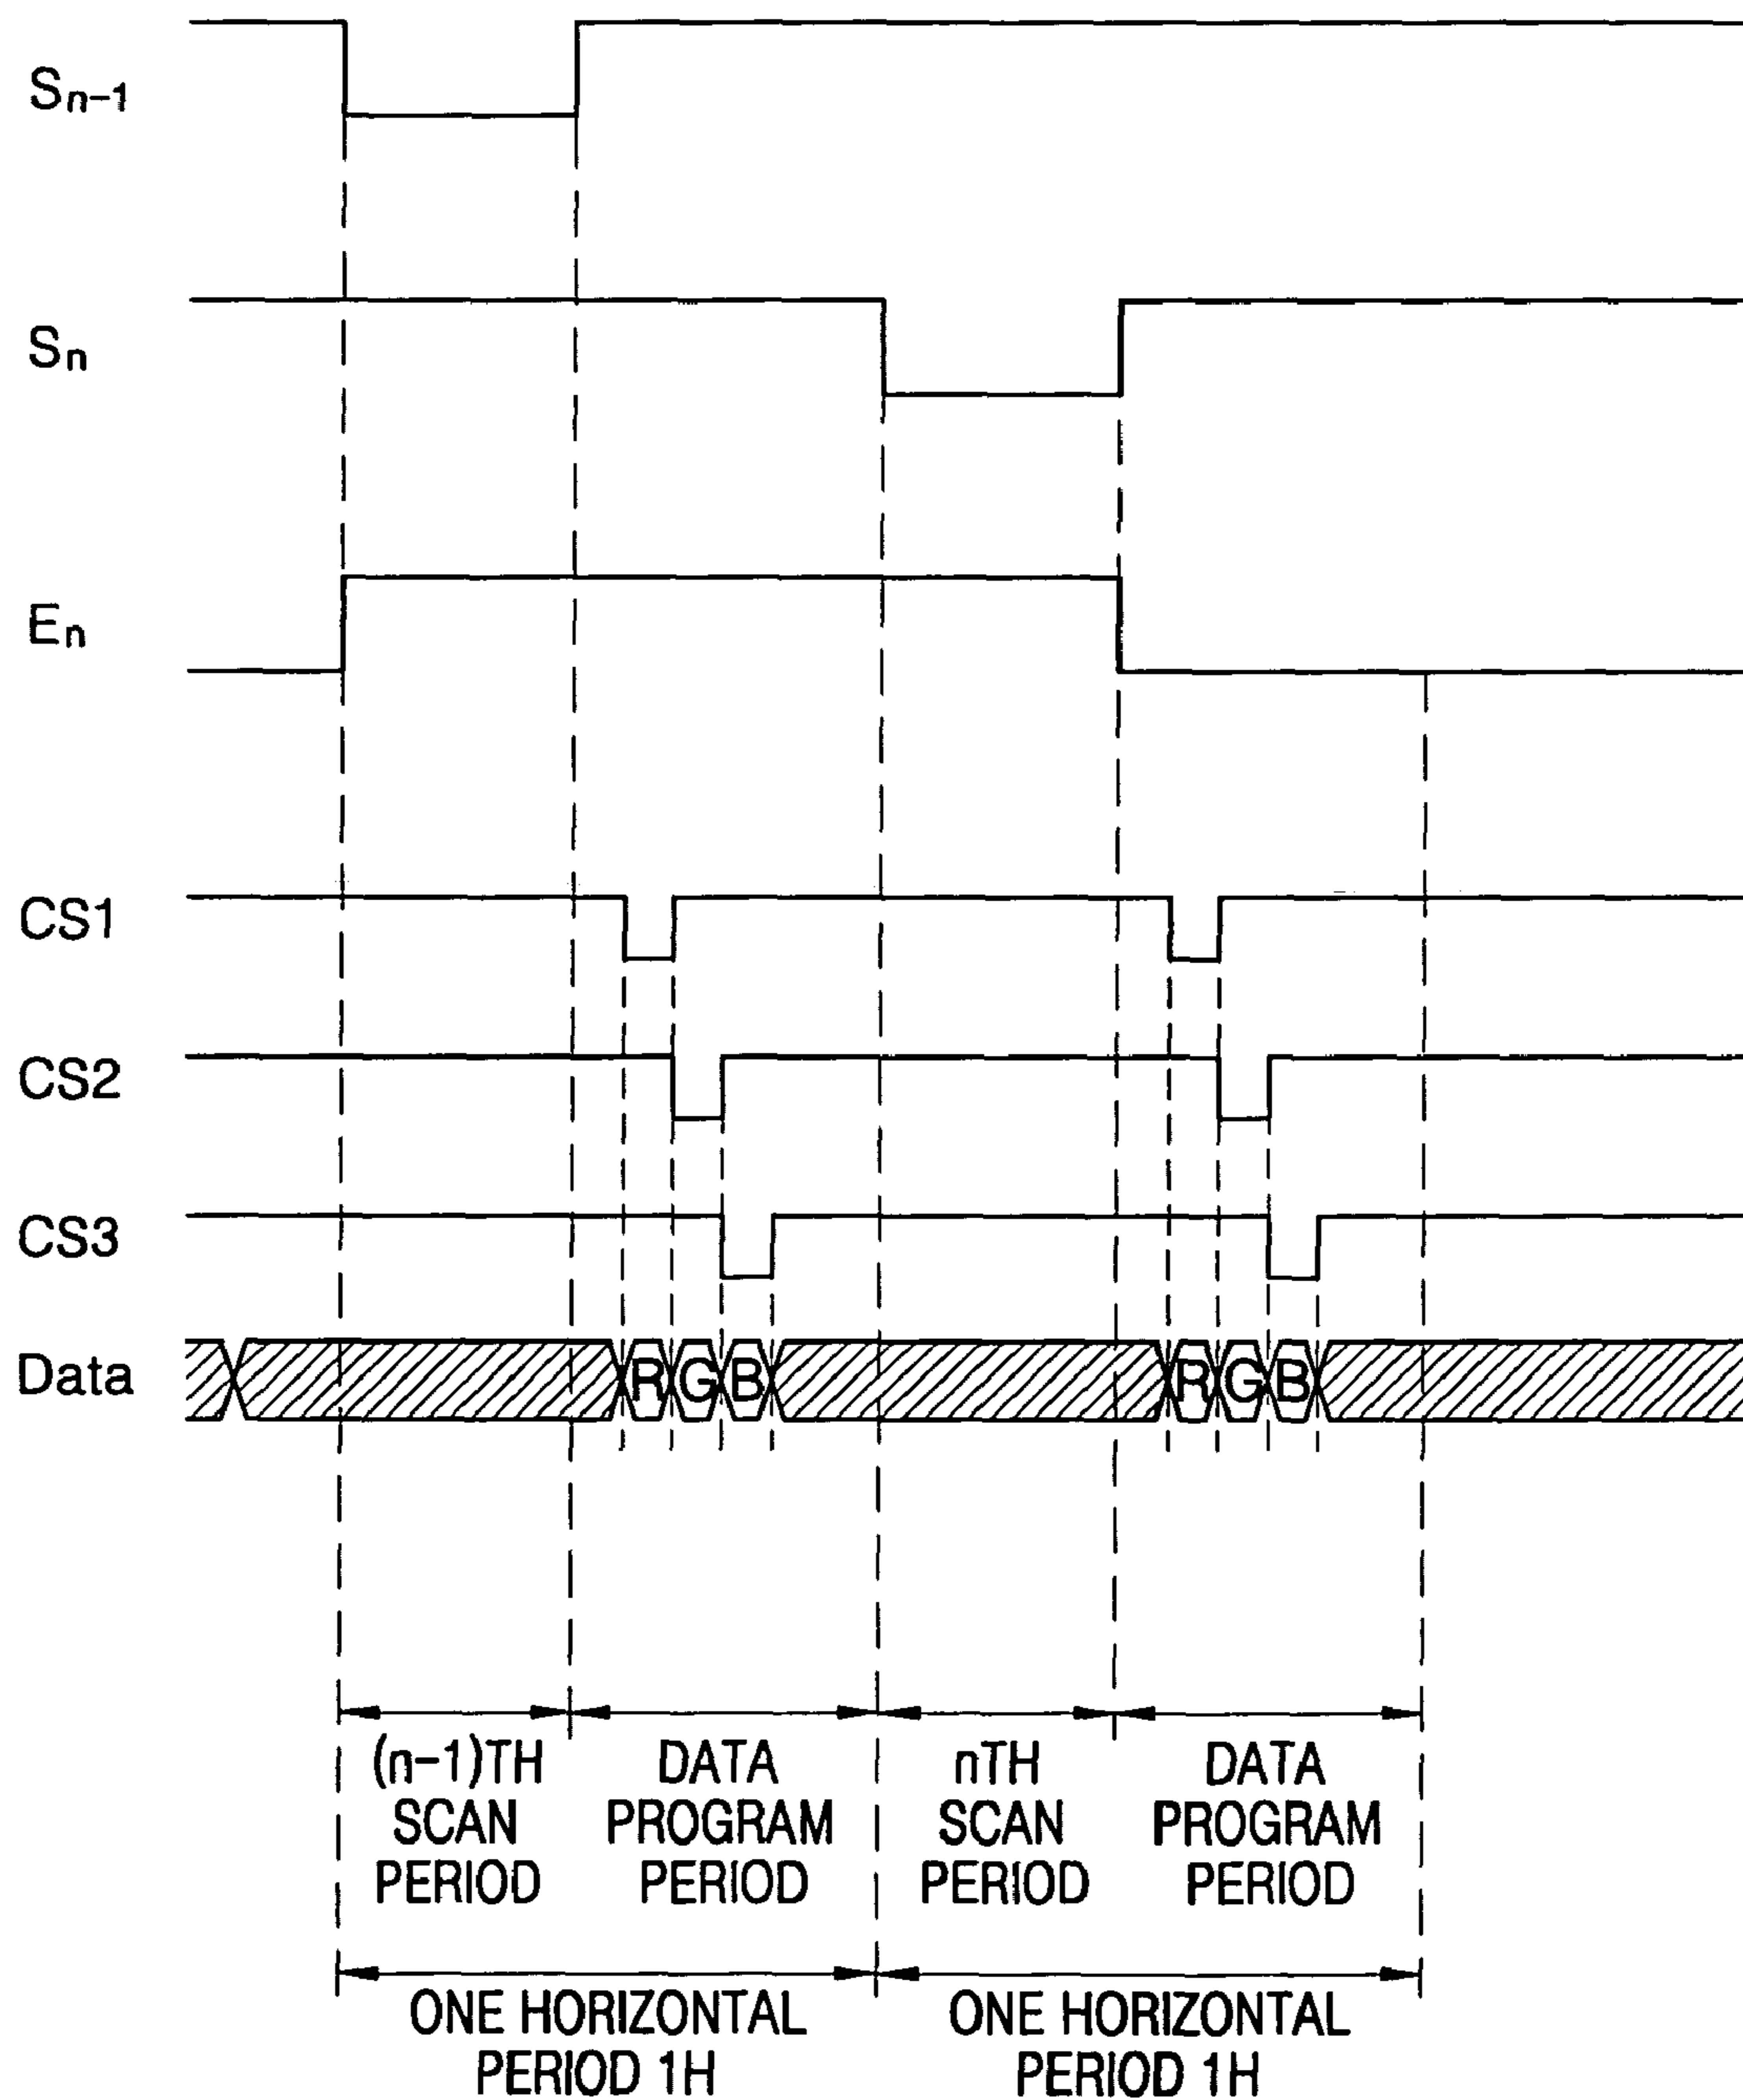 Sn-1
Sn
En
CS1
CS2
CS3
Data
R G B
R G B
(n-1)TH
SCAN
PERIOD
DATA
PROGRAM
PERIOD
nTH
SCAN
PERIOD
DATA
PROGRAM
PERIOD
ONE HORIZONTAL
PERIOD 1H
ONE HORIZONTAL
PERIOD 1H